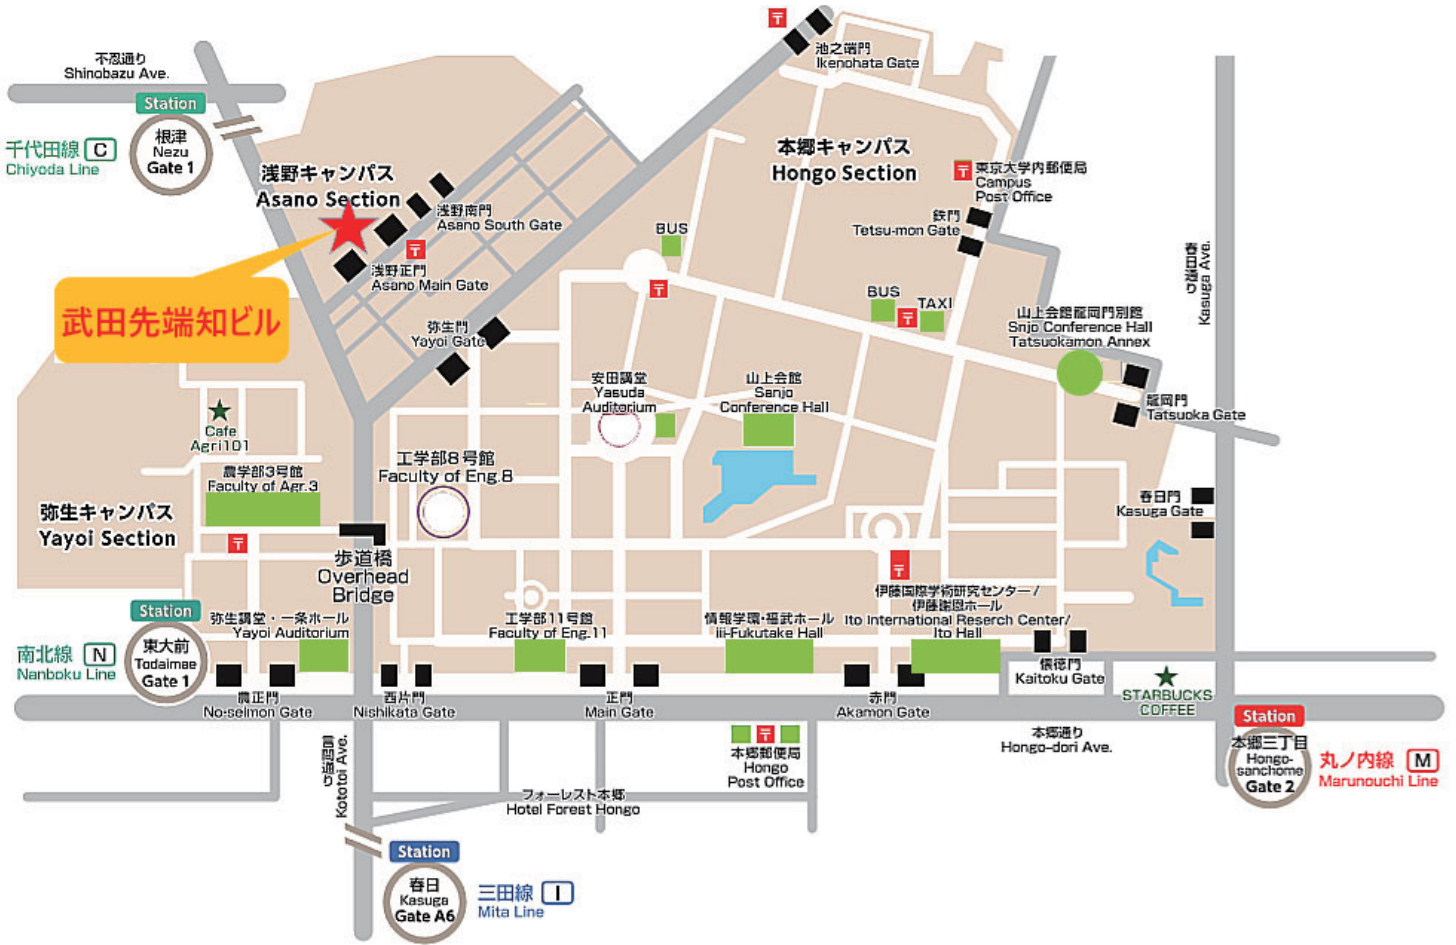 不忍通り
Shinobazu Ave.
Station
根津
Nezu
Gate 1
千代田線 C
Chiyoda Line
浅野キャンパス
Asano Section
浅野南門
Asano South Gate
浅野正門
Asano Main Gate
武田先端知ビル
弥生門
Yayoi Gate
池之端門
Ikenohata Gate
本郷キャンパス
Hongo Section
東京大学内郵便局
Campus
Post Office
鉄門
Tetsu-mon Gate
BUS
BUS
TAXI
春日通り
Kasuga Ave.
山上会館龍岡門別館
Snjo Conference Hall
Tatsuokamon Annex
龍岡門
Tatsuoka Gate
安田講堂
Yasuda
Auditorium
山上会館
Sanjo
Conference Hall
Cafe
Agri101
農学部3号館
Faculty of Agr.3
工学部8号館
Faculty of Eng.8
弥生キャンパス
Yayoi Section
春日門
Kasuga Gate
歩道橋
Overhead
Bridge
Station
東大前
Todaimae
Gate 1
南北線 N
Nanboku Line
弥生講堂・一条ホール
Yayoi Auditorium
工学部11号館
Faculty of Eng.11
情報学環・福武ホール
iii-Fukutake Hall
伊藤国際学術研究センター/
伊藤謝恩ホール
Ito International Reserch Center/
Ito Hall
懐徳門
Kaitoku Gate
STARBUCKS
COFFEE
農正門
No-seimon Gate
西片門
Nishikata Gate
正門
Main Gate
赤門
Akamon Gate
本郷通り
Hongo-dori Ave.
Station
本郷三丁目
Hongo-
sanchome
Gate 2
丸ノ内線 M
Marunouchi Line
言問通り
Kototoi Ave.
本郷郵便局
Hongo
Post Office
フォーレスト本郷
Hotel Forest Hongo
Station
春日
Kasuga
Gate A6
三田線 I
Mita Line